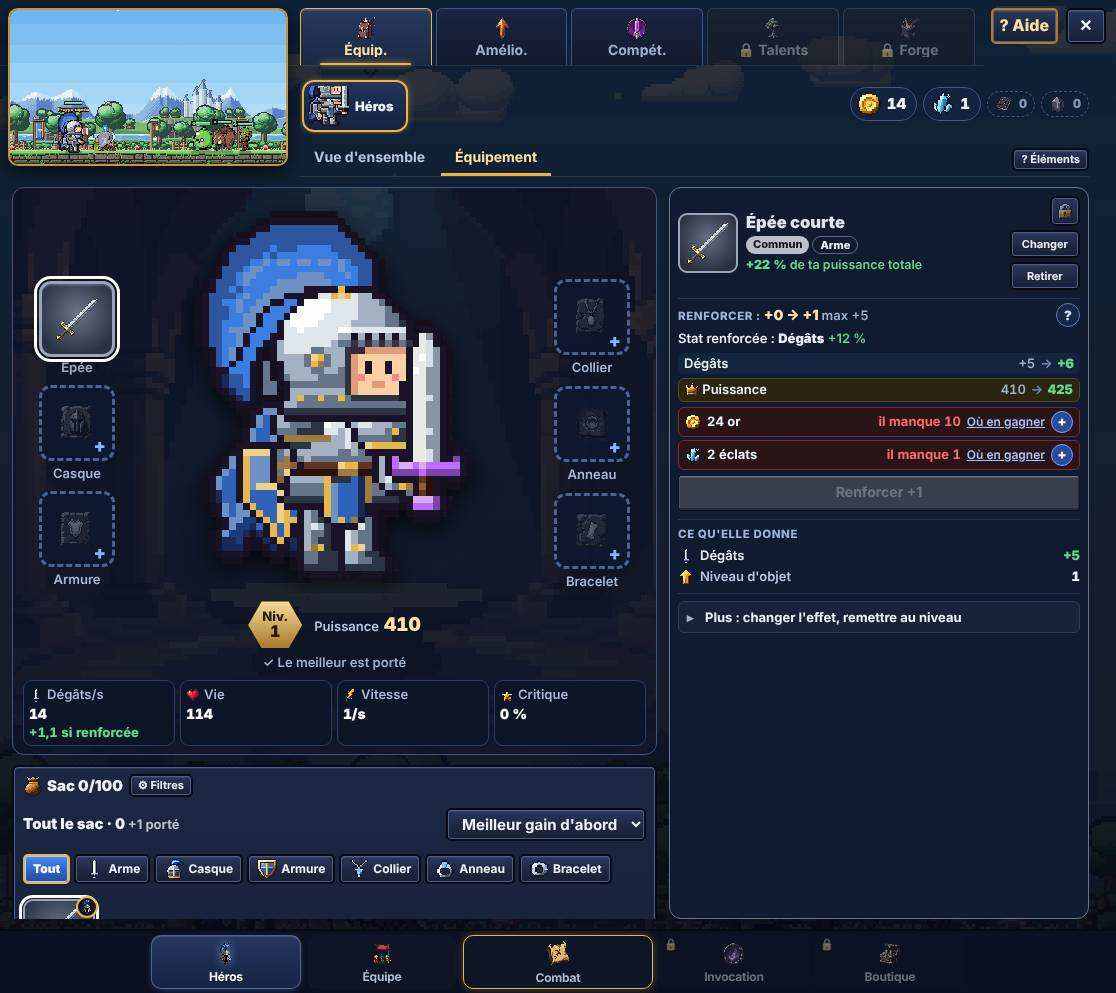 Équip.
Amélio.
Compét.
Talents
Forge
? Aide
✕
Héros
14
1
0
0
Vue d'ensemble
Équipement
? Éléments
Épée
Casque
Armure
Collier
Anneau
Bracelet
Niv.
1
Puissance 410
✓ Le meilleur est porté
Dégâts/s
14
+1,1 si renforcée
Vie
114
Vitesse
1/s
Critique
0 %
Sac 0/100
Filtres
Tout le sac · 0 +1 porté
Meilleur gain d'abord
Tout
Arme
Casque
Armure
Collier
Anneau
Bracelet
Épée courte
Commun
Arme
+22 % de ta puissance totale
Changer
Retirer
RENFORCER : +0 → +1 max +5
?
Stat renforcée : Dégâts +12 %
Dégâts +5 → +6
Puissance 410 → 425
24 or il manque 10 Où en gagner +
2 éclats il manque 1 Où en gagner +
Renforcer +1
CE QU'ELLE DONNE
Dégâts +5
Niveau d'objet 1
► Plus : changer l'effet, remettre au niveau
Héros
Équipe
Combat
Invocation
Boutique